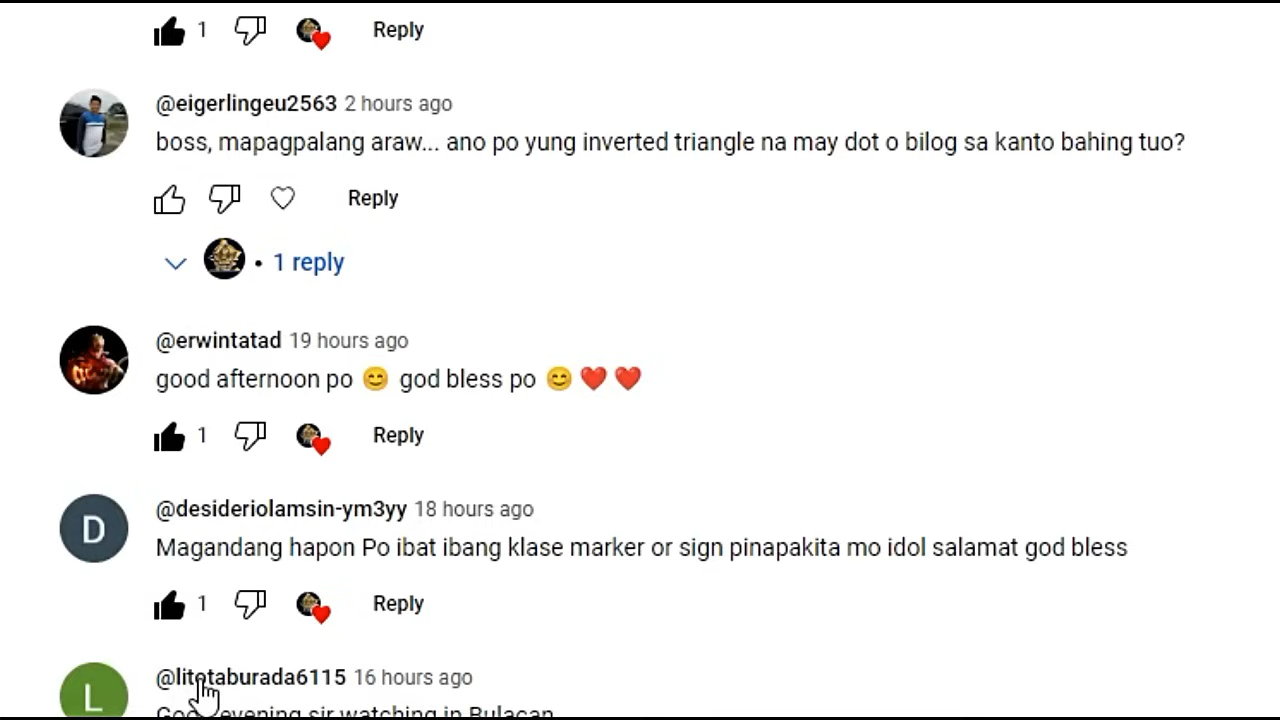 1 Reply
@eigerlingeu2563 2 hours ago
boss, mapagpalang araw... ano po yung inverted triangle na may dot o bilog sa kanto bahing tuo?
Reply
• 1 reply
@erwintatad 19 hours ago
good afternoon po 😊 god bless po 😊❤️❤️
1 Reply
D
@desideriolamsin-ym3yy 18 hours ago
Magandang hapon Po ibat ibang klase marker or sign pinapakita mo idol salamat god bless
1 Reply
L
@litotaburada6115 16 hours ago
evening sir watching in Bulacan